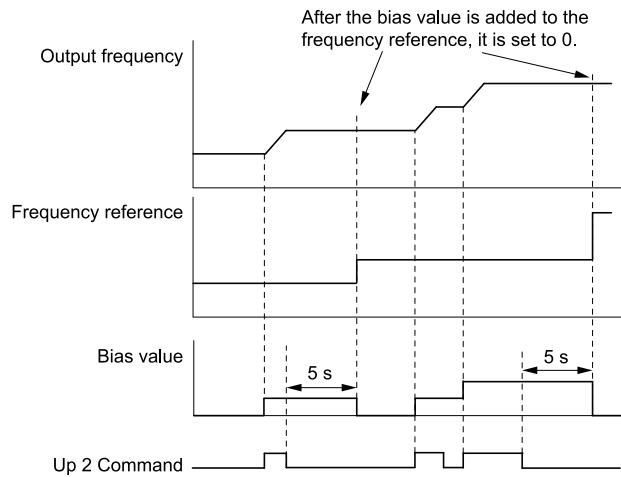 After the bias value is added to the
frequency reference, it is set to 0.
Output frequency
Frequency reference
Bias value
5 s
5 s
Up 2 Command